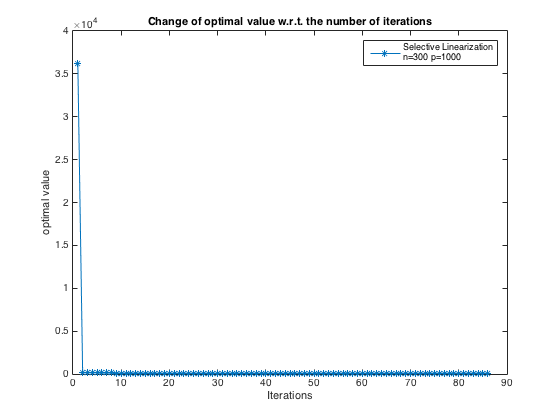 Change of optimal value w.r.t. the number of iterations
×10^4
4
3.5
3
2.5
2
1.5
1
0.5
0
optimal value
Selective Linearization
n=300 p=1000
0 10 20 30 40 50 60 70 80 90
Iterations